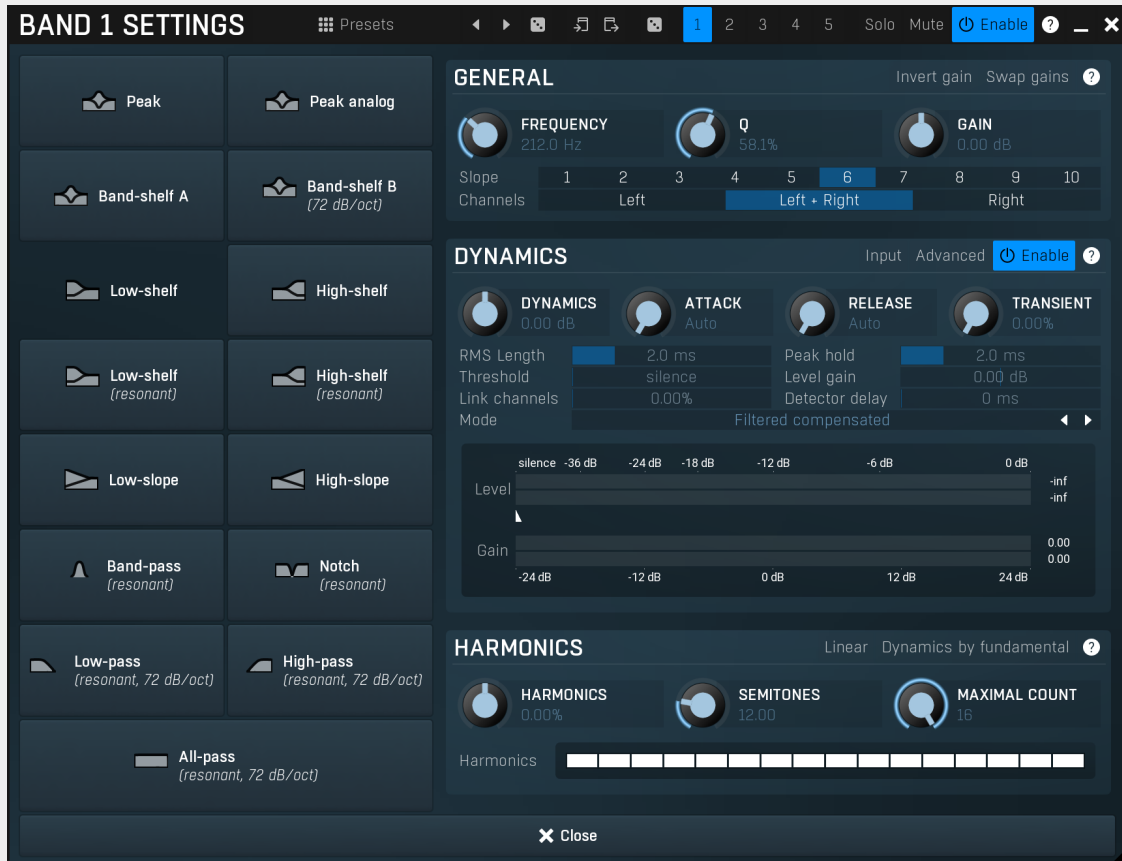 BAND 1 SETTINGS Presets 1 2 3 4 5 Solo Mute Enable ?
Peak
Peak analog
Band-shelf A
Band-shelf B
(72 dB/oct)
Low-shelf
High-shelf
Low-shelf
(resonant)
High-shelf
(resonant)
Low-slope
High-slope
Band-pass
(resonant)
Notch
(resonant)
Low-pass
(resonant, 72 dB/oct)
High-pass
(resonant, 72 dB/oct)
All-pass
(resonant, 72 dB/oct)
GENERAL Invert gain Swap gains ?
FREQUENCY
212.0 Hz
Q
58.1%
GAIN
0.00 dB
Slope 1 2 3 4 5 6 7 8 9 10
Channels Left Left + Right Right
DYNAMICS Input Advanced Enable ?
DYNAMICS
0.00 dB
ATTACK
Auto
RELEASE
Auto
TRANSIENT
0.00%
RMS Length 2.0 ms Peak hold 2.0 ms
Threshold silence Level gain 0.00 dB
Link channels 0.00% Detector delay 0 ms
Mode Filtered compensated
silence -36 dB -24 dB -18 dB -12 dB -6 dB 0 dB
Level -inf
-inf
Gain 0.00
0.00
-24 dB -12 dB 0 dB 12 dB 24 dB
HARMONICS Linear Dynamics by fundamental ?
HARMONICS
0.00%
SEMITONES
12.00
MAXIMAL COUNT
16
Harmonics
Close